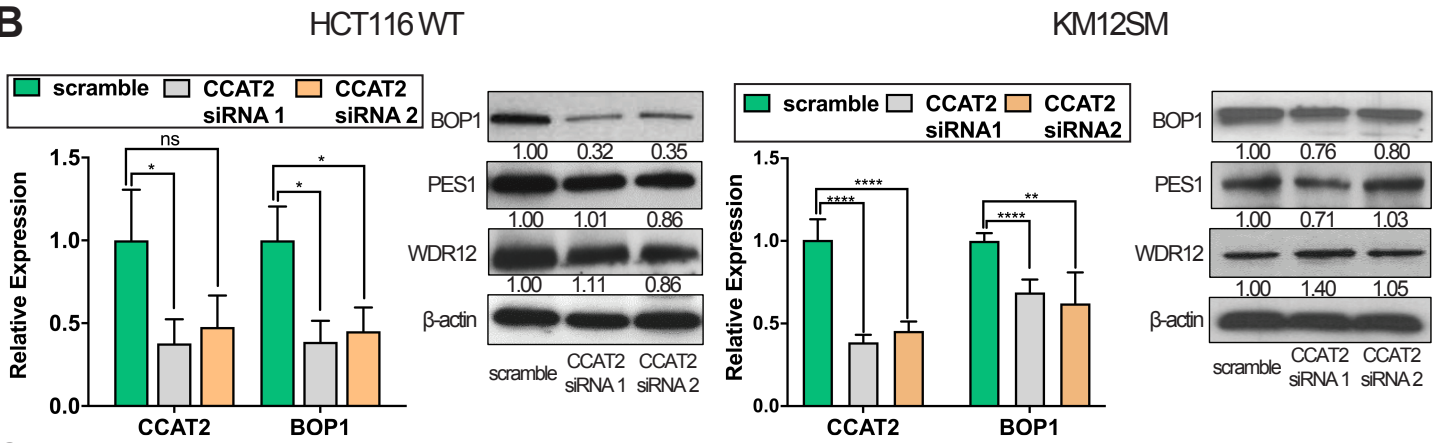 B
HCT116 WT
KM12SM
scramble CCAT2 siRNA 1 CCAT2 siRNA 2
Relative Expression
1.5
1.0
0.5
0.0
ns
*
*
*
CCAT2 BOP1
BOP1
1.00 0.32 0.35
PES1
1.00 1.01 0.86
WDR12
1.00 1.11 0.86
β-actin
scramble CCAT2 siRNA 1 CCAT2 siRNA 2
scramble CCAT2 siRNA1 CCAT2 siRNA2
Relative Expression
1.5
1.0
0.5
0.0
****
****
**
****
CCAT2 BOP1
BOP1
1.00 0.76 0.80
PES1
1.00 0.71 1.03
WDR12
1.00 1.40 1.05
β-actin
scramble CCAT2 siRNA 1 CCAT2 siRNA 2